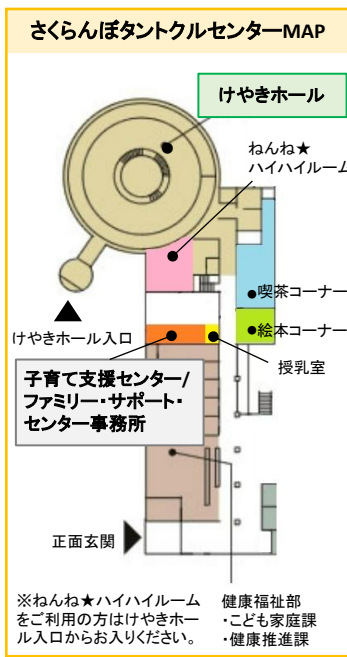 さくらんぼタントクルセンターMAP
けやきホール
ねんね★
ハイハイルーム
喫茶コーナー
けやきホール入口
絵本コーナー
授乳室
子育て支援センター/
ファミリー・サポート・
センター事務所
正面玄関
※ねんね★ハイハイルーム
をご利用の方はけやきホー
ル入口からお入りください。
健康福祉部
・こども家庭課
・健康推進課